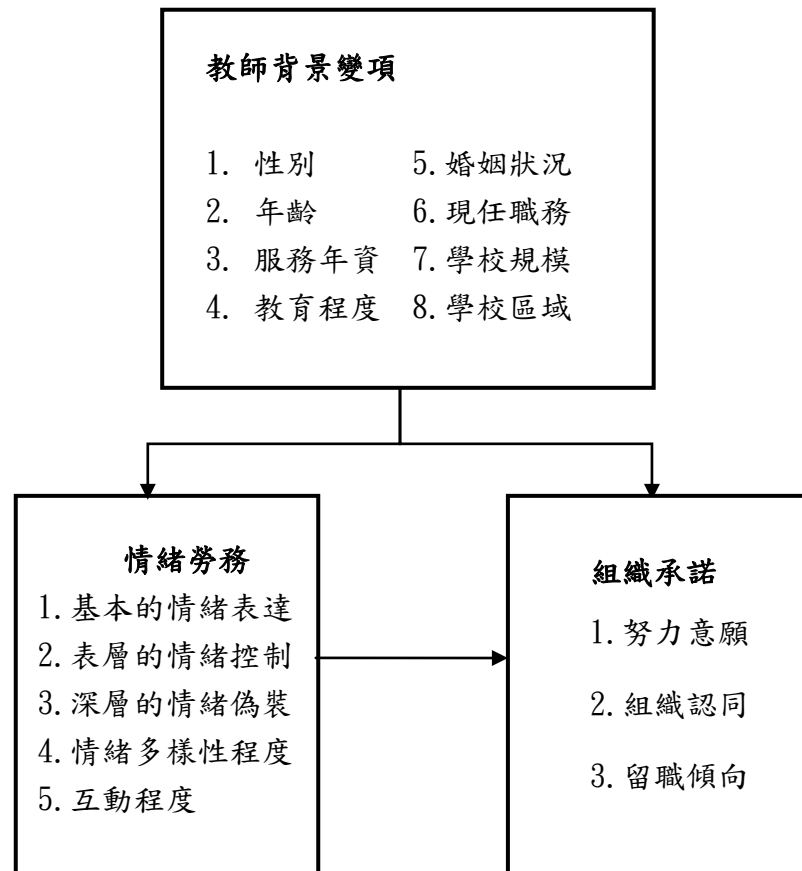 教師背景變項
1. 性別 5.婚姻狀況
2. 年齡 6.現任職務
3. 服務年資 7.學校規模
4. 教育程度 8.學校區域
情緒勞務
1.基本的情緒表達
2.表層的情緒控制
3.深層的情緒偽裝
4.情緒多樣性程度
5.互動程度
組織承諾
1.努力意願
2.組織認同
3.留職傾向